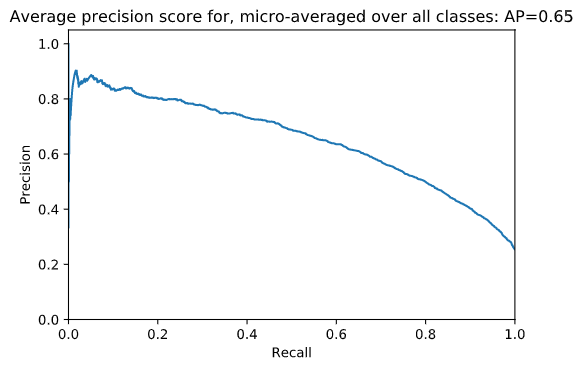 Average precision score for, micro-averaged over all classes: AP=0.65
1.0
0.8
0.6
0.4
0.2
0.0
Precision
0.0 0.2 0.4 0.6 0.8 1.0
Recall